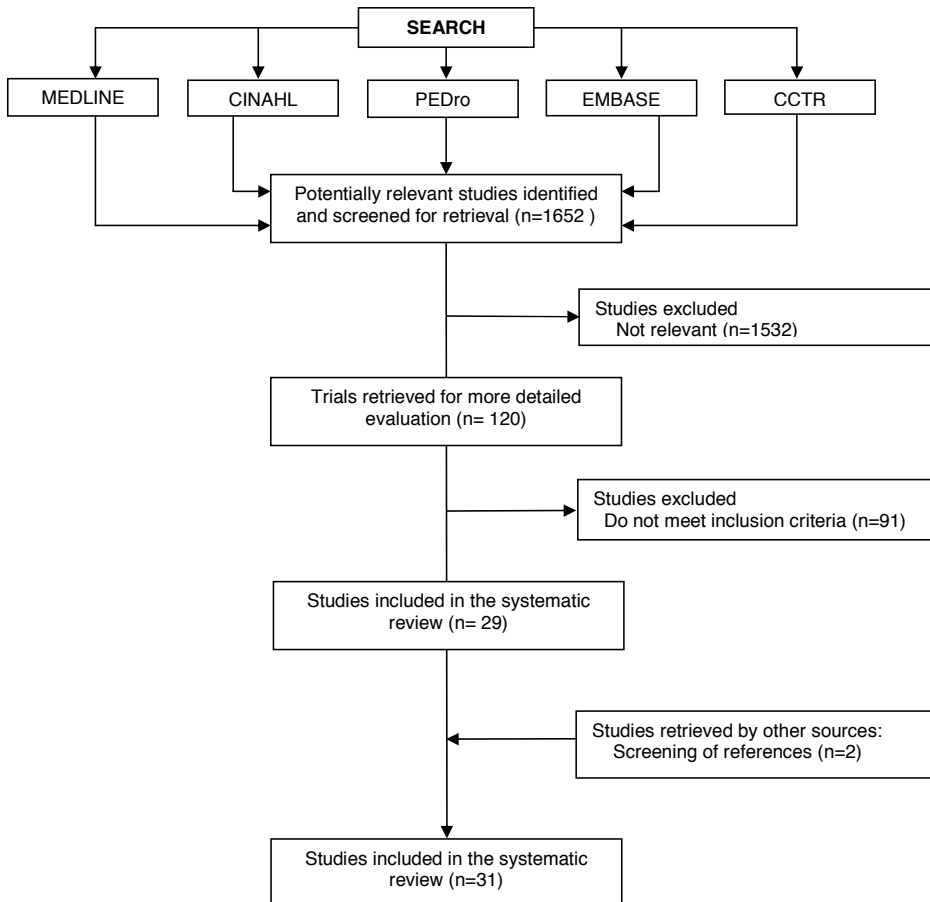 SEARCH
MEDLINE
CINAHL
PEDro
EMBASE
CCTR
Potentially relevant studies identified
and screened for retrieval (n=1652 )
Studies excluded
Not relevant (n=1532)
Trials retrieved for more detailed
evaluation (n= 120)
Studies excluded
Do not meet inclusion criteria (n=91)
Studies included in the systematic
review (n= 29)
Studies retrieved by other sources:
Screening of references (n=2)
Studies included in the systematic
review (n=31)